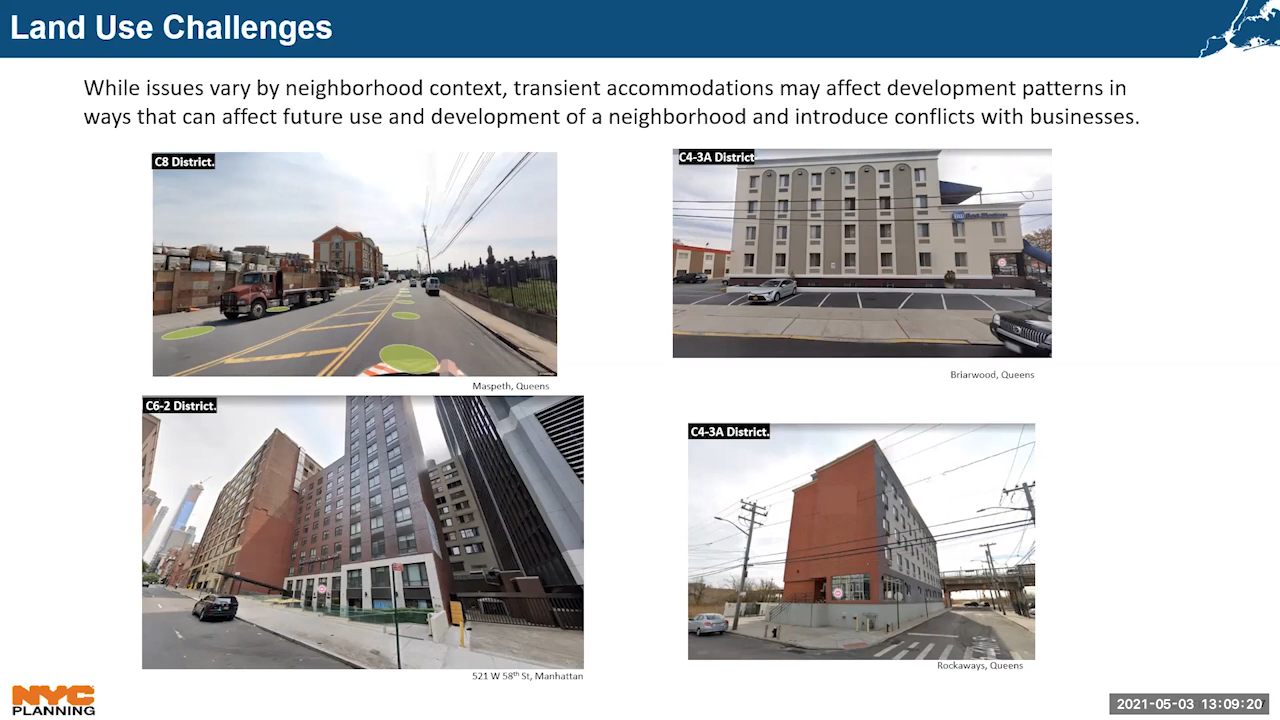 Land Use Challenges
While issues vary by neighborhood context, transient accommodations may affect development patterns in
ways that can affect future use and development of a neighborhood and introduce conflicts with businesses.
C8 District.
Maspeth, Queens
C4-3A District
Best Western
Briarwood, Queens
C6-2 District.
521 W 58th St, Manhattan
C4-3A District.
Rockaways, Queens
NYC
PLANNING
2021-05-03 13:09:20